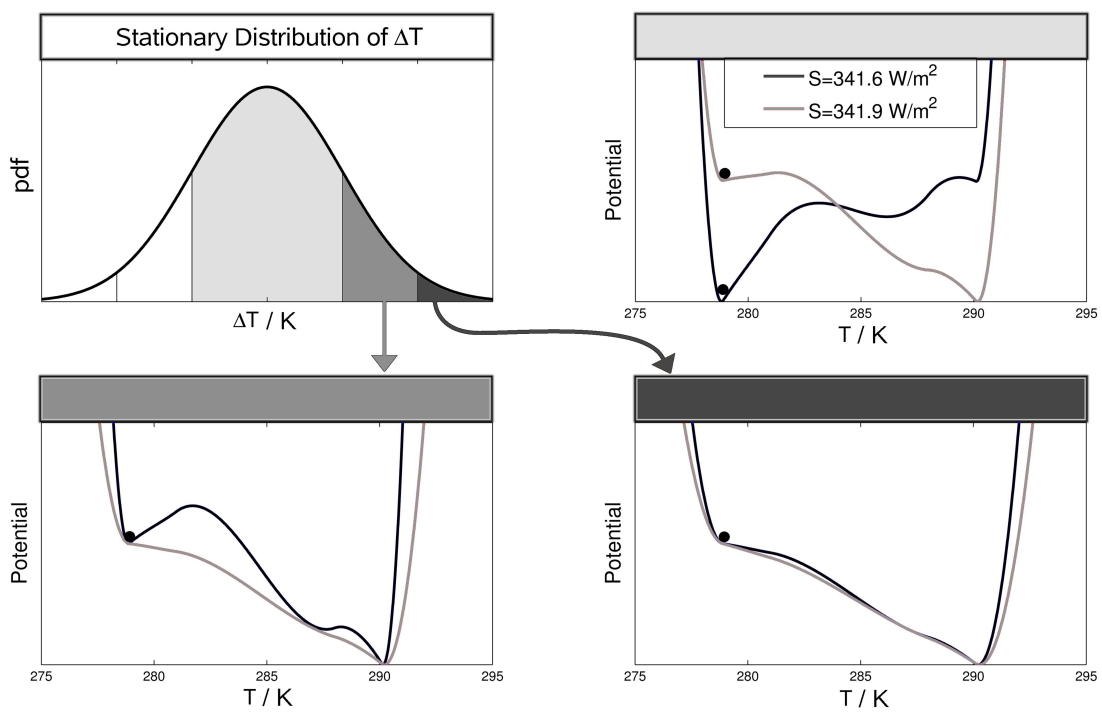 Stationary Distribution of ΔT
pdf
ΔT / K
S=341.6 W/m²
S=341.9 W/m²
Potential
275 280 285 290 295
T / K
Potential
275 280 285 290 295
T / K
Potential
275 280 285 290 295
T / K